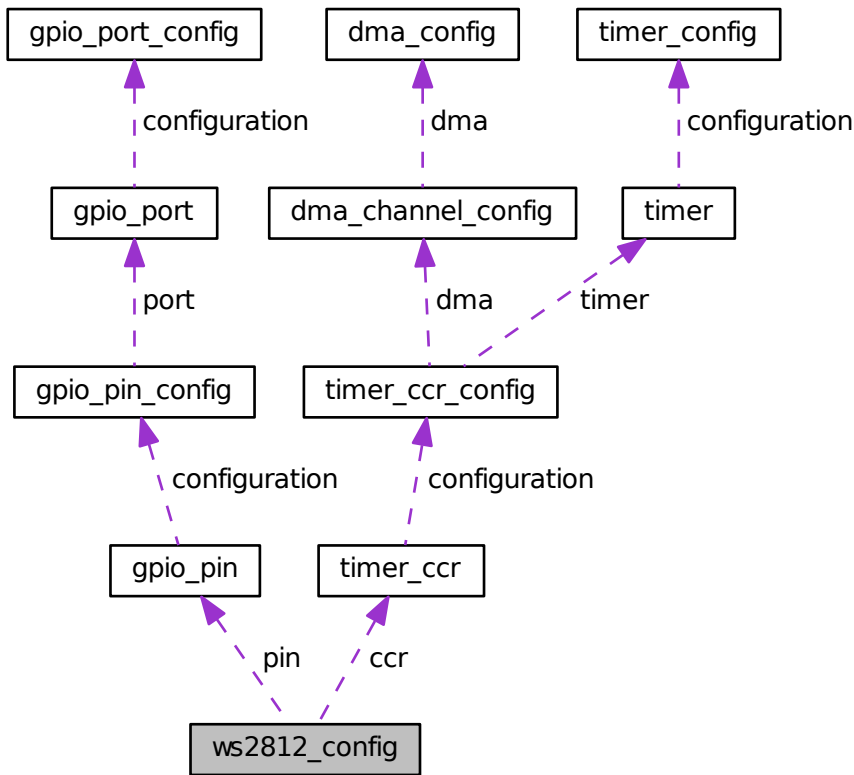 gpio_port_config
dma_config
timer_config
configuration
dma
configuration
gpio_port
dma_channel_config
timer
port
dma
timer
gpio_pin_config
timer_ccr_config
configuration
configuration
gpio_pin
timer_ccr
pin
ccr
ws2812_config